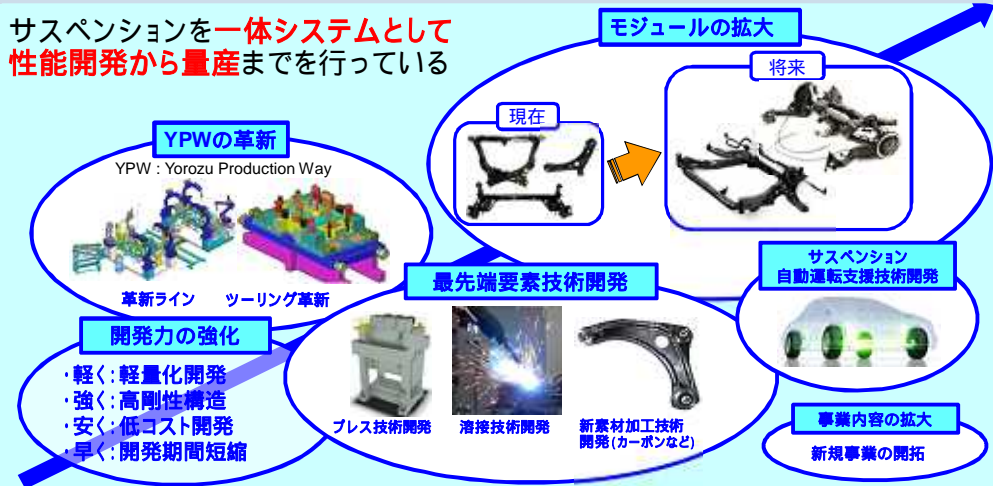 サスペンションを一体システムとして
性能開発から量産までを行っている
モジュールの拡大
将来
現在
YPWの革新
YPW : Yorozu Production Way
革新ライン
ツーリング革新
サスペンション
自動運転支援技術開発
最先端要素技術開発
開発力の強化
・軽く:軽量化開発
・強く:高剛性構造
・安く:低コスト開発
・早く:開発期間短縮
プレス技術開発
溶接技術開発
新素材加工技術
開発(カーボンなど)
事業内容の拡大
新規事業の開拓